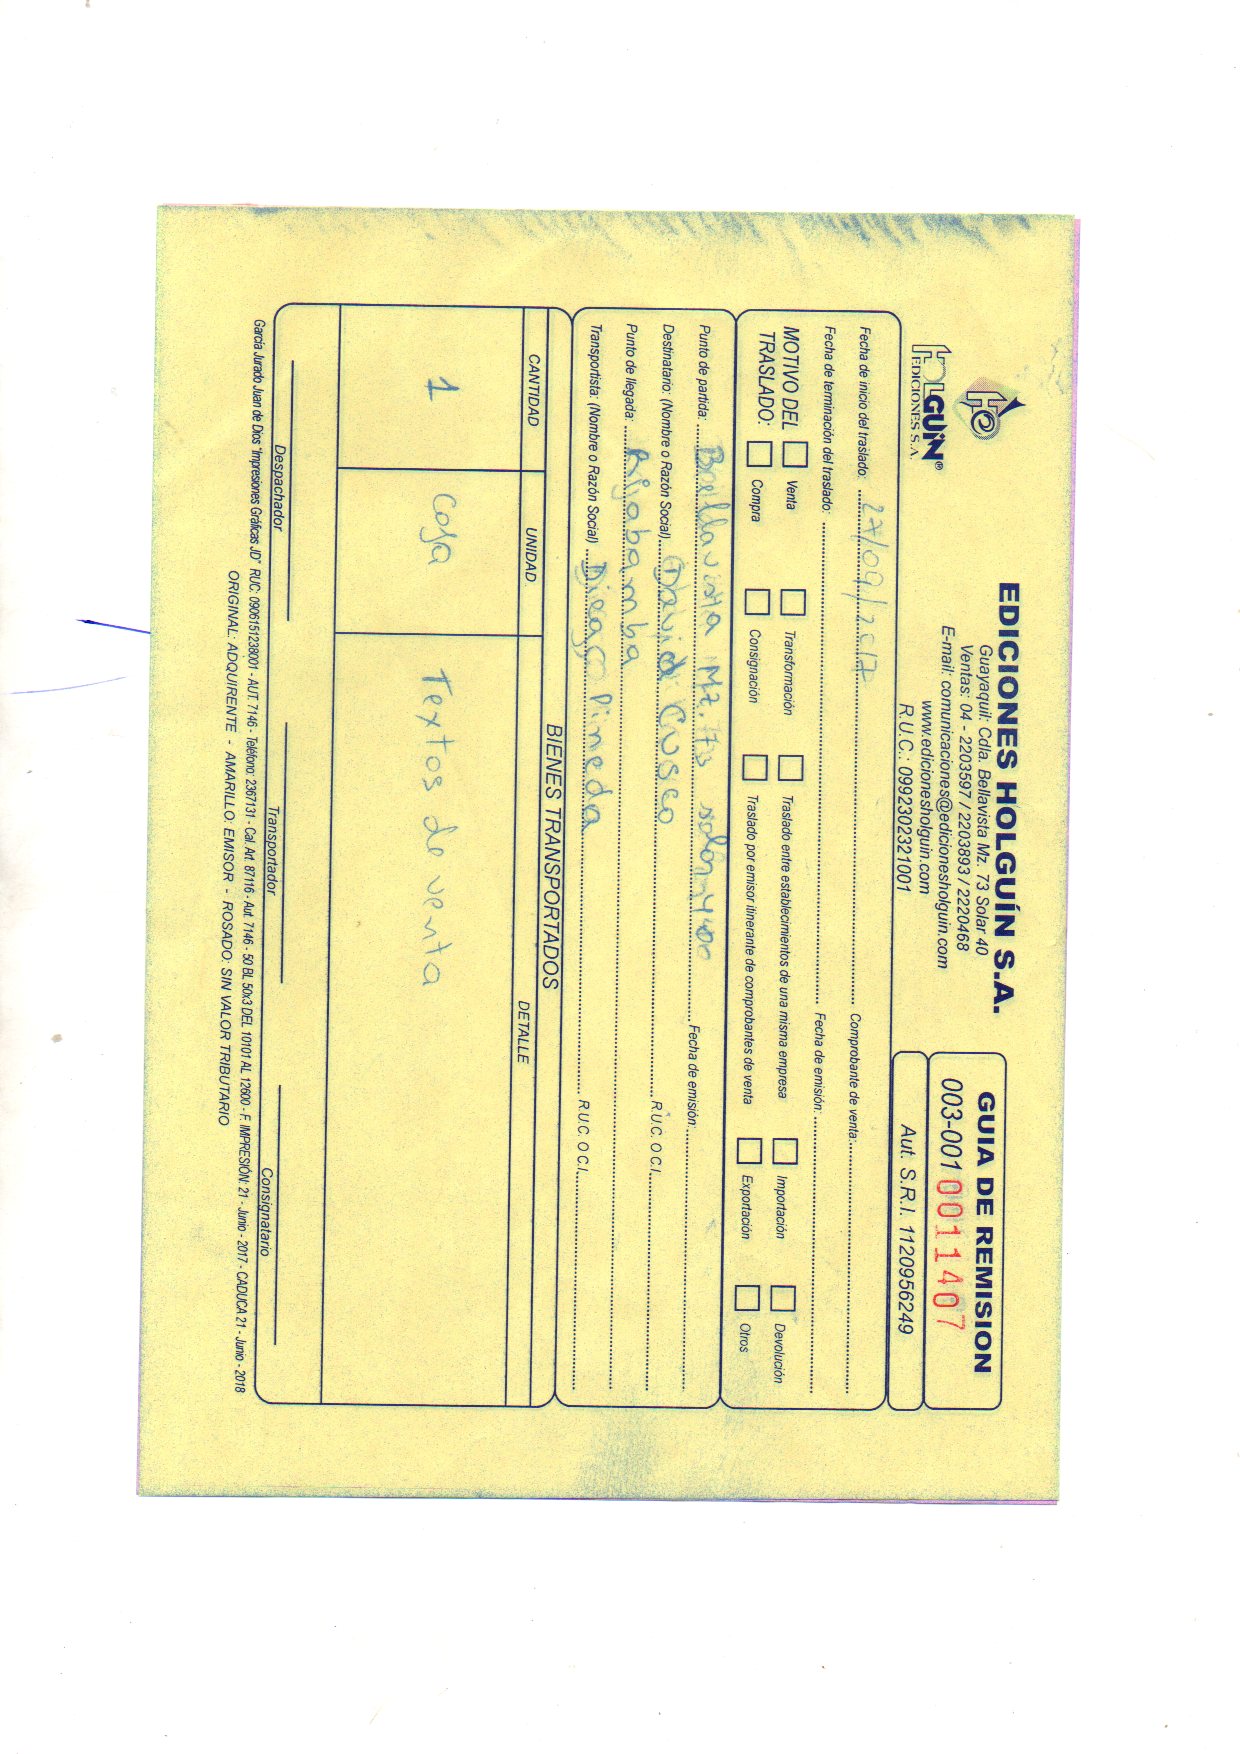 HOLGUÍN®
EDICIONES S.A.
EDICIONES HOLGUÍN S.A.
Guayaquil: Cdla. Bellavista Mz. 73 Solar 40
Ventas: 04 - 2203597 / 2203893 / 2220468
E-mail: comunicaciones@edicionesholguin.com
www.edicionesholguin.com
R.U.C.: 0992302321001
GUIA DE REMISION
003-001 001407
Aut. S.R.I. 1120956249
Fecha de inicio del traslado: 27/09/2017 Comprobante de venta:
Fecha de terminación del traslado: Fecha de emisión:
MOTIVO DEL TRASLADO:
Venta Transformación Traslado entre establecimientos de una misma empresa Importación Devolución
Compra Consignación Traslado por emisor itinerante de comprobantes de venta Exportación Otros
Punto de partida: Mz. 73 Fecha de emisión:
Destinatario: (Nombre o Razón Social) David Cusco R.U.C. O C.I.
Punto de llegada:
Transportista: (Nombre o Razón Social) Diego Pineda R.U.C. O C.I.
BIENES TRANSPORTADOS
CANTIDAD UNIDAD DETALLE
1 Textos de venta
Despachador Transportador Consignatario
García Jurado Juan de Dios "Impresiones Gráficas JD" RUC: 0906151238001 - AUT. 7146 - Teléfono: 2367131 - Cal. Art. 87116 - Aut. 7146 - 50 BL 50x3 DEL 10101 AL 12600 - F. IMPRESIÓN: 21 - Junio - 2017 - CADUCA 21 - Junio - 2018
ORIGINAL: ADQUIRENTE - AMARILLO: EMISOR - ROSADO: SIN VALOR TRIBUTARIO